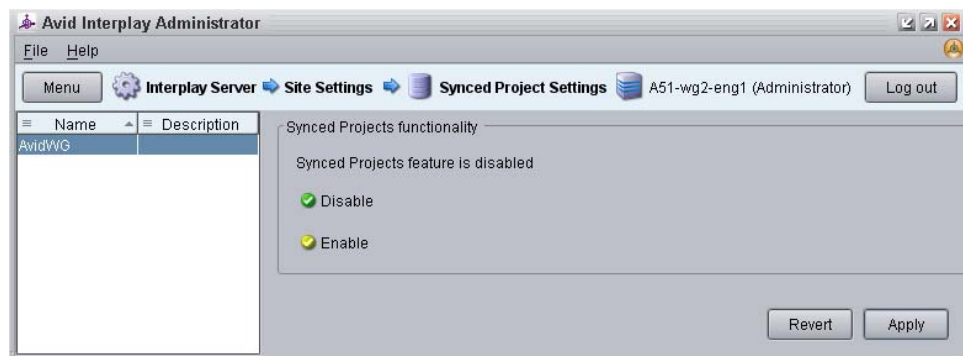 Avid Interplay Administrator
File Help
Menu Interplay Server Site Settings Synced Project Settings A51-wg2-eng1 (Administrator) Log out
Name Description
AvidWG
Synced Projects functionality
Synced Projects feature is disabled
Disable
Enable
Revert Apply